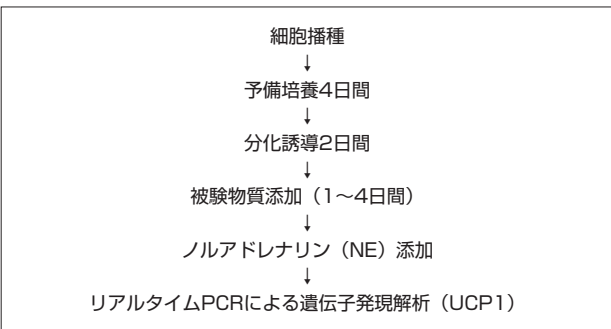 細胞播種
↓
予備培養4日間
↓
分化誘導2日間
↓
被験物質添加（1～4日間）
↓
ノルアドレナリン（NE）添加
↓
リアルタイムPCRによる遺伝子発現解析（UCP1）